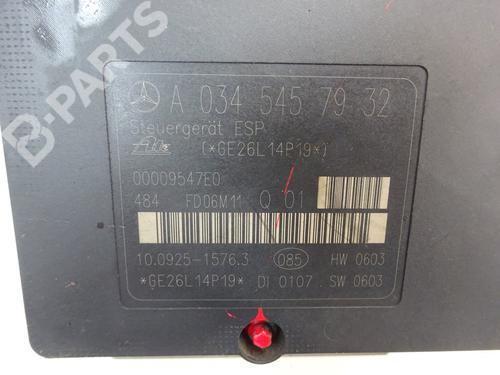 A 034 545 79 32
Steuergerät ESP
Ate (*GE26L14P19*)
00009547E0
484 FD06M11 Q 01
10.0925-1576.3 085 HW 0603
*GE26L14P19* DI 0107 SW 0603
B-PARTS